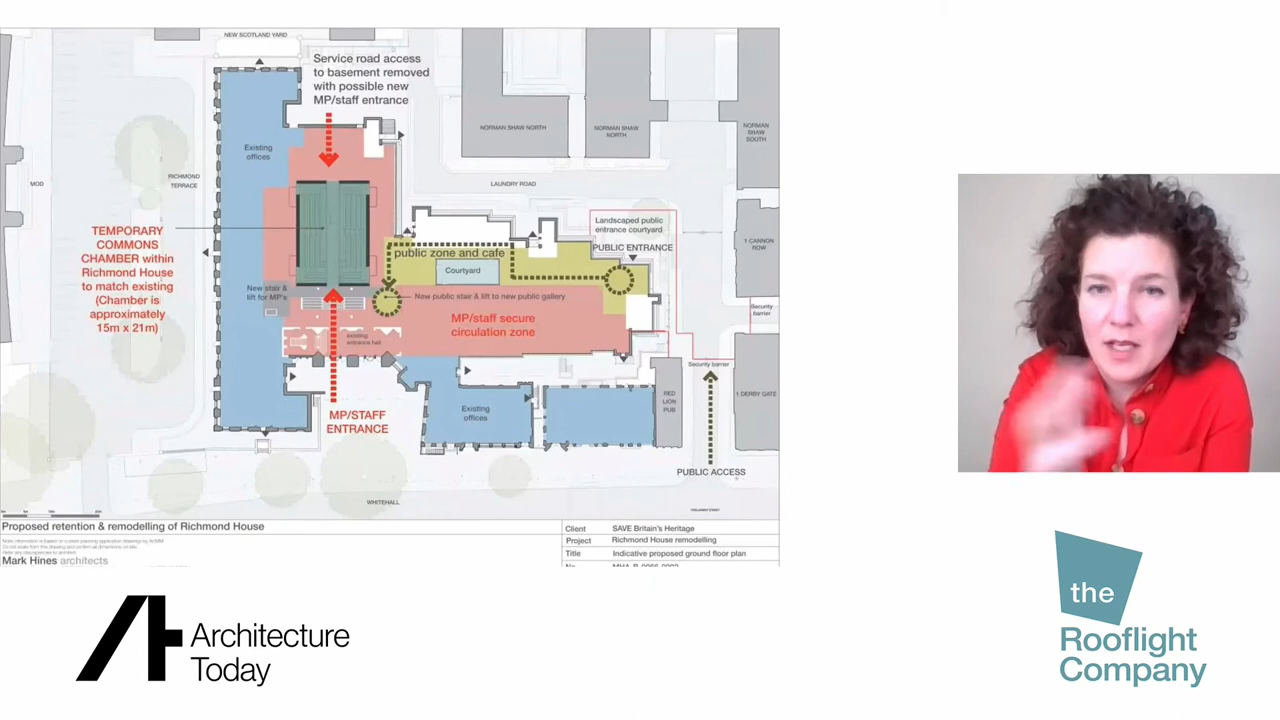 NEW SCOTLAND YARD
Service road access
to basement removed
with possible new
MP/staff entrance
NORMAN SHAW NORTH
NORMAN SHAW
NORTH
NORMAN
SHAW
SOUTH
Existing
offices
MOD
RICHMOND
TERRACE
LAUNDRY ROAD
Landscaped public
entrance courtyard
PUBLIC ENTRANCE
1 CANNON
ROW
TEMPORARY
COMMONS
CHAMBER within
Richmond House
to match existing
(Chamber is
approximately
15m x 21m)
public zone and cafe
Courtyard
New stair &
lift for MP's
New public stair & lift to new public gallery
MP/staff secure
circulation zone
Security
barrier
existing
entrance hall
Security barrier
MP/STAFF
ENTRANCE
Existing
offices
RED
LION
PUB
1 DERBY GATE
PUBLIC ACCESS
WHITEHALL
Proposed retention & remodelling of Richmond House
Mark Hines architects
Client SAVE Britain's Heritage
Project Richmond House remodelling
Title Indicative proposed ground floor plan
Architecture
Today
the
Rooflight
Company